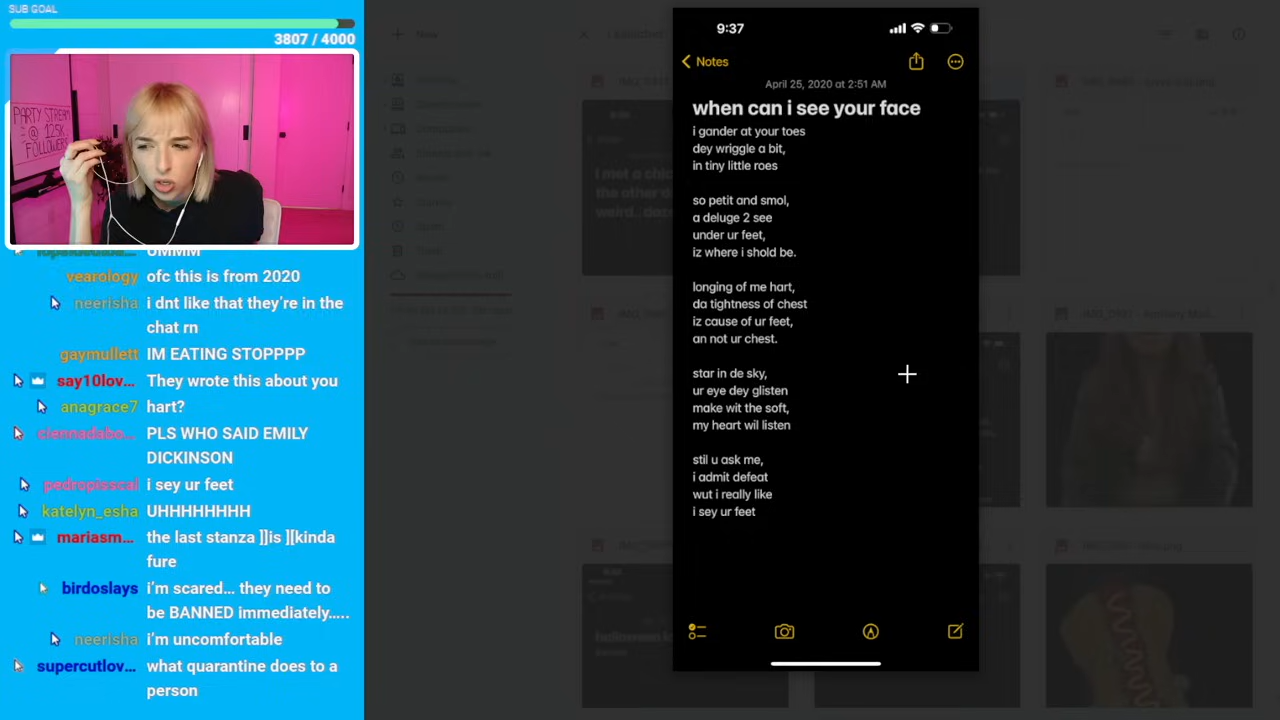 SUB GOAL
3807 / 4000
PARTY STREAM
@ 125K
FOLLOWERS
UMMM
vearology ofc this is from 2020
neerisha i dnt like that they're in the
chat rn
gaymullett IM EATING STOPPPP
say10lov... They wrote this about you
anagrace7 hart?
ciennadabo... PLS WHO SAID EMILY
DICKINSON
pedropisscal i sey ur feet
katelyn_esha UHHHHHHHH
mariasm... the last stanza ]]is ][kinda
fure
birdoslays i'm scared... they need to
be BANNED immediately.....
neerisha i'm uncomfortable
supercutlov... what quarantine does to a
person
New
9:37
Notes
April 25, 2020 at 2:51 AM
when can i see your face
i gander at your toes
dey wriggle a bit,
in tiny little roes
so petit and smol,
a deluge 2 see
under ur feet,
iz where i shold be.
longing of me hart,
da tightness of chest
iz cause of ur feet,
an not ur chest.
star in de sky,
ur eye dey glisten
make wit the soft,
my heart wil listen
stil u ask me,
i admit defeat
wut i really like
i sey ur feet